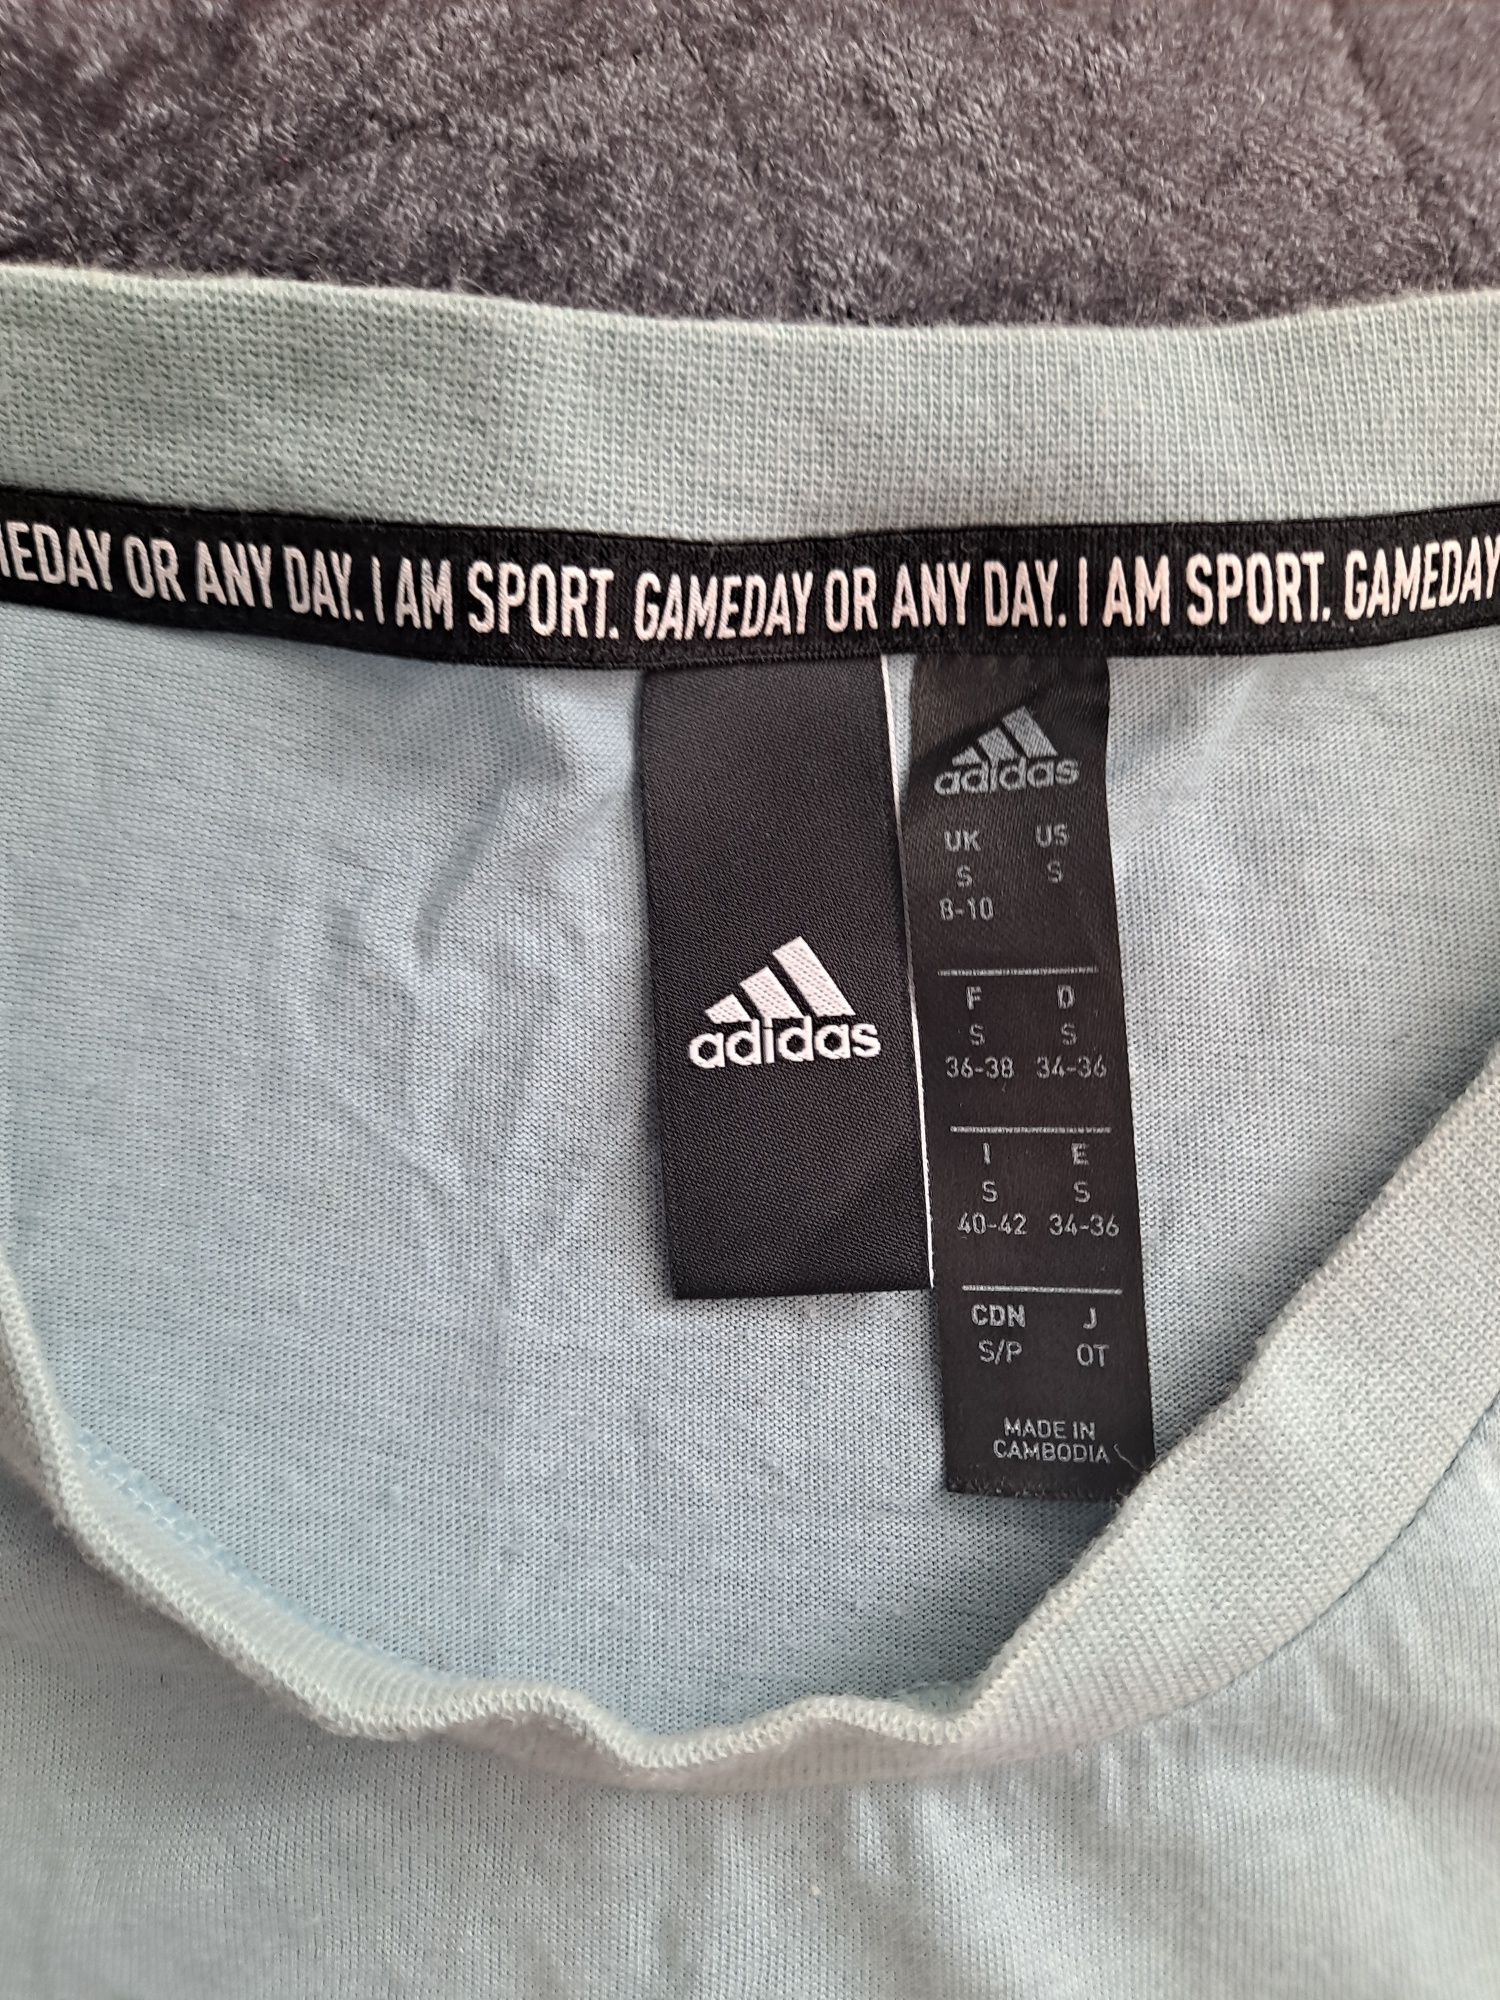 MEDAY OR ANY DAY. I AM SPORT. GAMEDAY OR ANY DAY. I AM SPORT. GAMEDAY
adidas
adidas
UK US
S S
8-10
F D
S S
36-38 34-36
I E
S S
40-42 34-36
CDN J
S/P OT
MADE IN
CAMBODIA